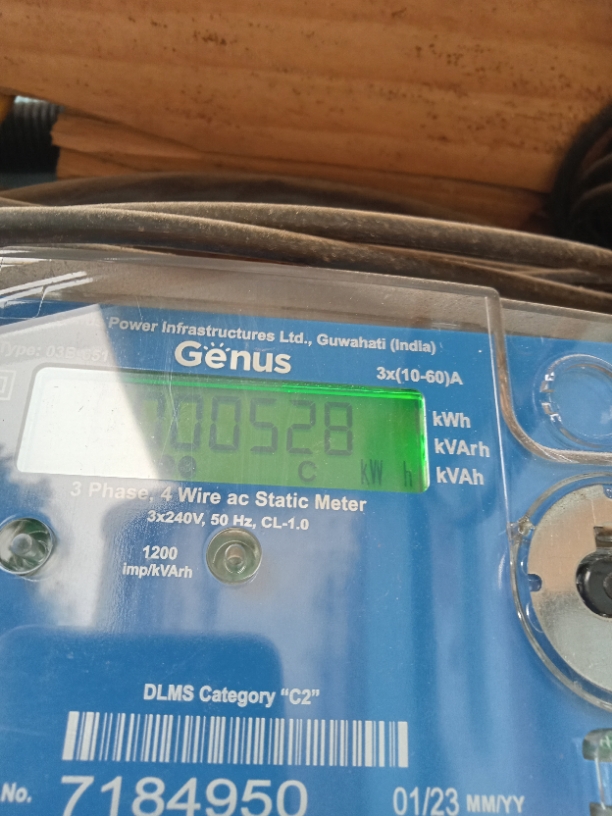 Power Infrastructures Ltd., Guwahati (India)
Type: 03E
Genus
3x(10-60)A
00528
kWh
kVArh
kVAh
C kW h
3 Phase, 4 Wire ac Static Meter
3x240V, 50 Hz, CL-1.0
1200
imp/kVArh
DLMS Category "C2"
No. 7184950 01/23 MM/YY